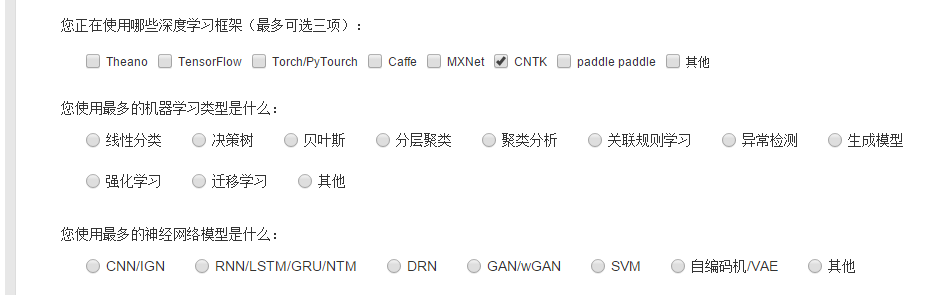 您正在使用哪些深度学习框架（最多可选三项）：
Theano TensorFlow Torch/PyTourch Caffe MXNet CNTK paddle paddle 其他
您使用最多的机器学习类型是什么：
线性分类 决策树 贝叶斯 分层聚类 聚类分析 关联规则学习 异常检测 生成模型
强化学习 迁移学习 其他
您使用最多的神经网络模型是什么：
CNN/IGN RNN/LSTM/GRU/NTM DRN GAN/wGAN SVM 自编码机/VAE 其他